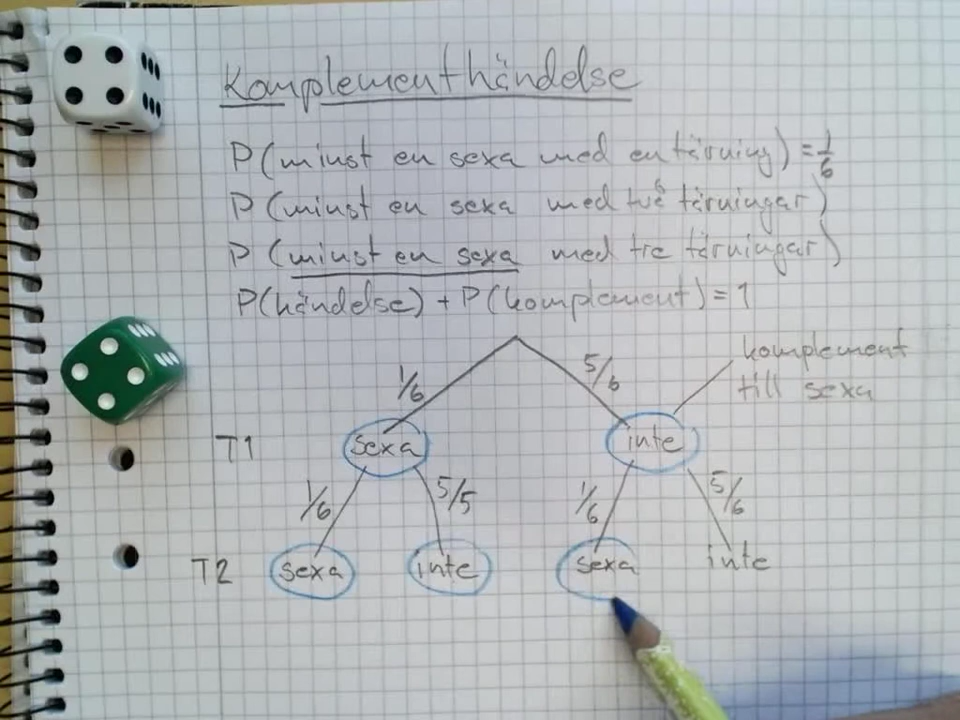 Komplementhändelse
P(minst en sexa med en tärning) = 1/6
P(minst en sexa med två tärningar)
P(minst en sexa med tre tärningar)
P(händelse) + P(komplement) = 1
1/6 5/6 komplement
till sexa
T1 sexa inte
1/6 5/5 1/6 5/6
T2 sexa inte sexa inte